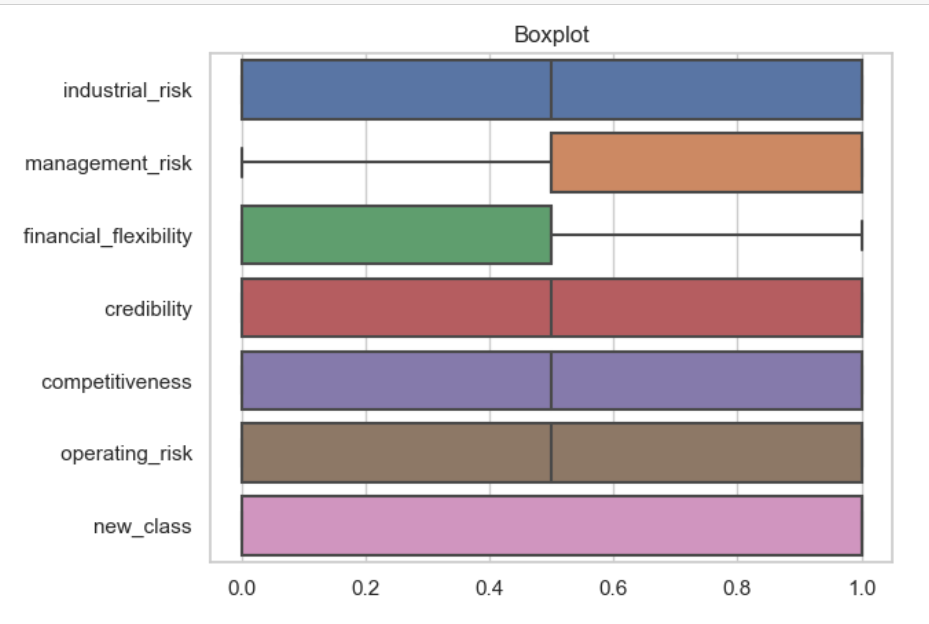 Boxplot
industrial_risk
management_risk
financial_flexibility
credibility
competitiveness
operating_risk
new_class
0.0 0.2 0.4 0.6 0.8 1.0